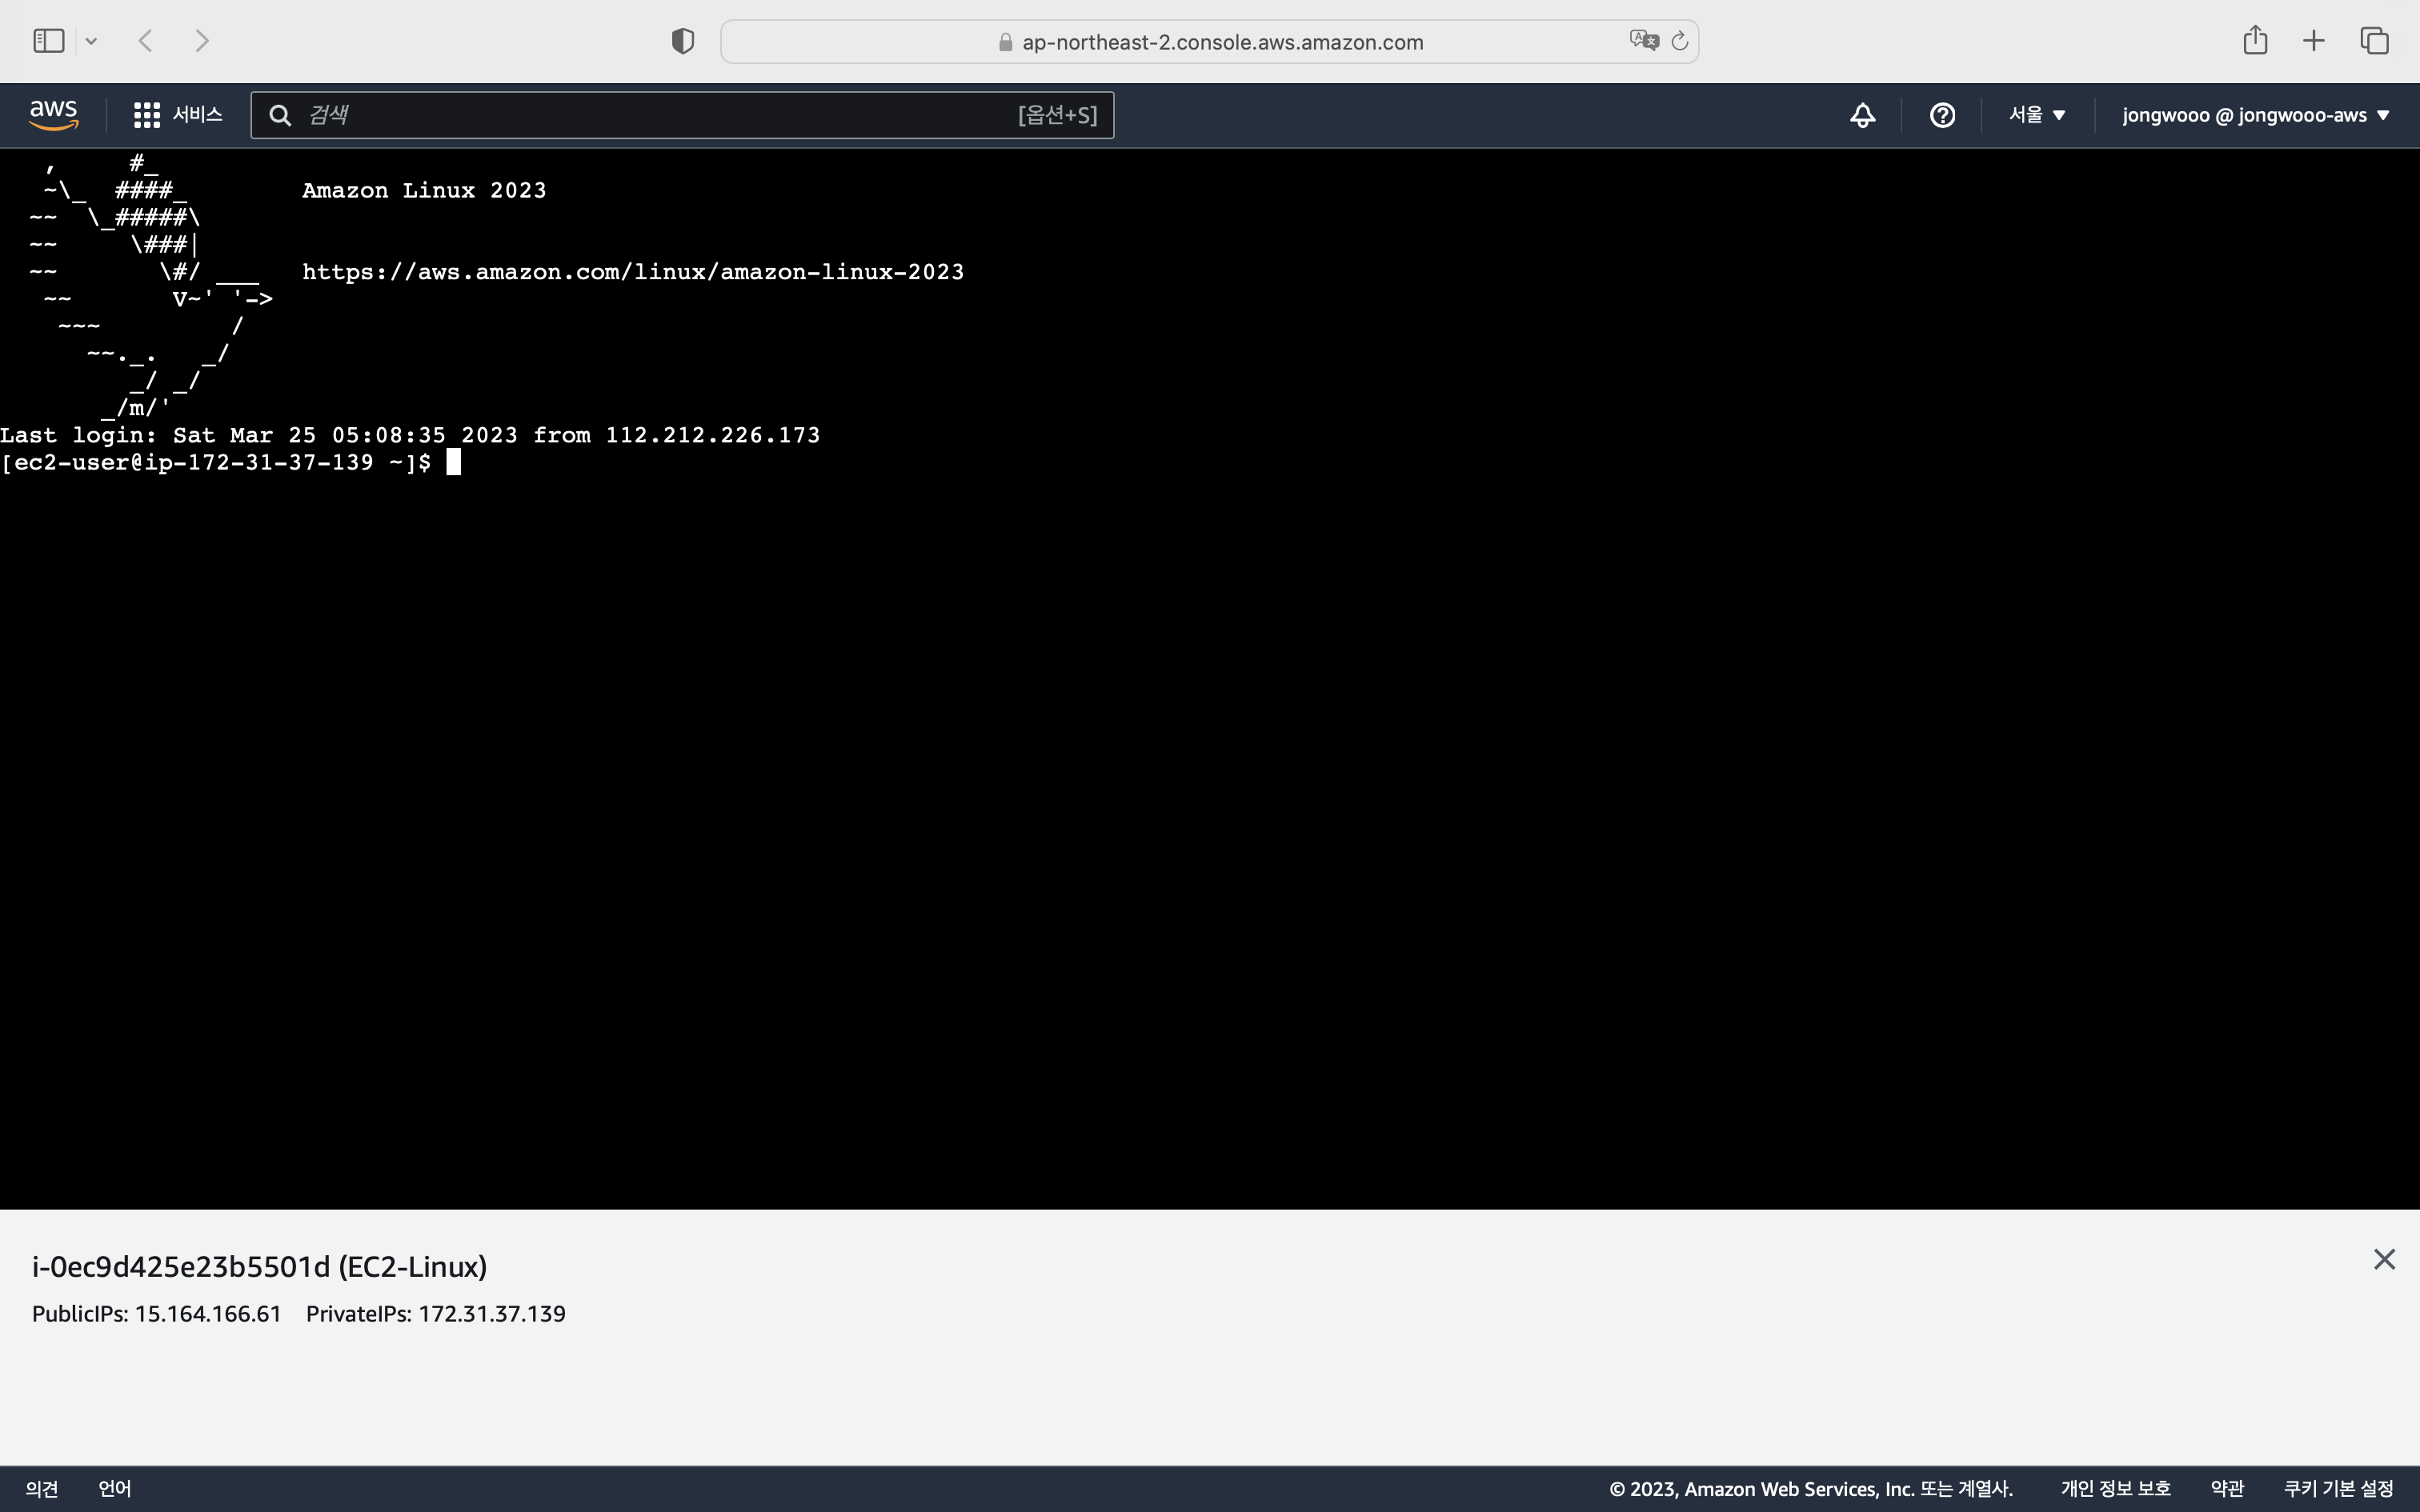 ap-northeast-2.console.aws.amazon.com
aws 서비스 검색 [옵션+S] 서울 jongwooo @ jongwooo-aws
   ,     #_
   ~\_  ####_        Amazon Linux 2023
  ~~  \_#####\
  ~~     \###|
  ~~       \#/ ___   https://aws.amazon.com/linux/amazon-linux-2023
   ~~       V~' '->
    ~~~         /
      ~~._.   _/
         _/ _/
       _/m/'
Last login: Sat Mar 25 05:08:35 2023 from 112.212.226.173
[ec2-user@ip-172-31-37-139 ~]$
i-0ec9d425e23b5501d (EC2-Linux)
PublicIPs: 15.164.166.61 PrivateIPs: 172.31.37.139
의견 언어 © 2023, Amazon Web Services, Inc. 또는 계열사. 개인 정보 보호 약관 쿠키 기본 설정